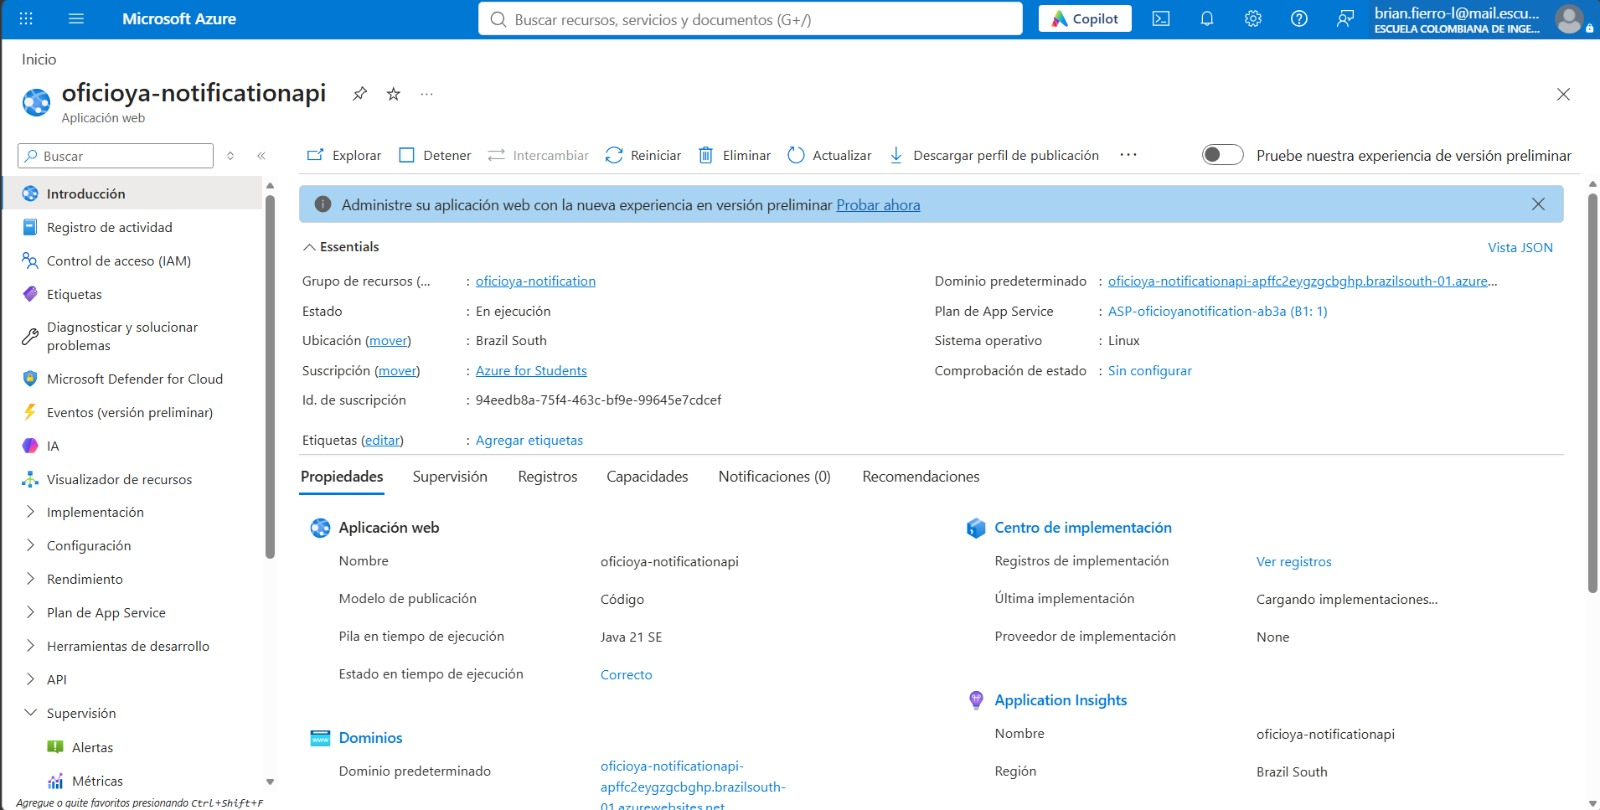 Microsoft Azure
Buscar recursos, servicios y documentos (G+/)
Copilot
brian.fierro-l@mail.escu...
ESCUELA COLOMBIANA DE INGE...
Inicio
oficioya-notificationapi
Aplicación web
Buscar
Explorar
Detener
Intercambiar
Reiniciar
Eliminar
Actualizar
Descargar perfil de publicación
Pruebe nuestra experiencia de versión preliminar
Introducción
Registro de actividad
Control de acceso (IAM)
Etiquetas
Diagnosticar y solucionar
problemas
Microsoft Defender for Cloud
Eventos (versión preliminar)
IA
Visualizador de recursos
Implementación
Configuración
Rendimiento
Plan de App Service
Herramientas de desarrollo
API
Supervisión
Alertas
Métricas
Agregue o quite favoritos presionando Ctrl+Shift+F
Administre su aplicación web con la nueva experiencia en versión preliminar Probar ahora
Essentials
Vista JSON
Grupo de recursos (... : oficioya-notification
Estado : En ejecución
Ubicación (mover) : Brazil South
Suscripción (mover) : Azure for Students
Id. de suscripción : 94eedb8a-75f4-463c-bf9e-99645e7cdcef
Etiquetas (editar) : Agregar etiquetas
Dominio predeterminado : oficioya-notificationapi-apffc2eygzgcbghp.brazilsouth-01.azure...
Plan de App Service : ASP-oficioyanotification-ab3a (B1: 1)
Sistema operativo : Linux
Comprobación de estado : Sin configurar
Propiedades
Supervisión
Registros
Capacidades
Notificaciones (0)
Recomendaciones
Aplicación web
Nombre oficioya-notificationapi
Modelo de publicación Código
Pila en tiempo de ejecución Java 21 SE
Estado en tiempo de ejecución Correcto
Dominios
Dominio predeterminado oficioya-notificationapi-
apffc2eygzgcbghp.brazilsouth-
01.azurewebsites.net
Centro de implementación
Registros de implementación Ver registros
Última implementación Cargando implementaciones...
Proveedor de implementación None
Application Insights
Nombre oficioya-notificationapi
Región Brazil South